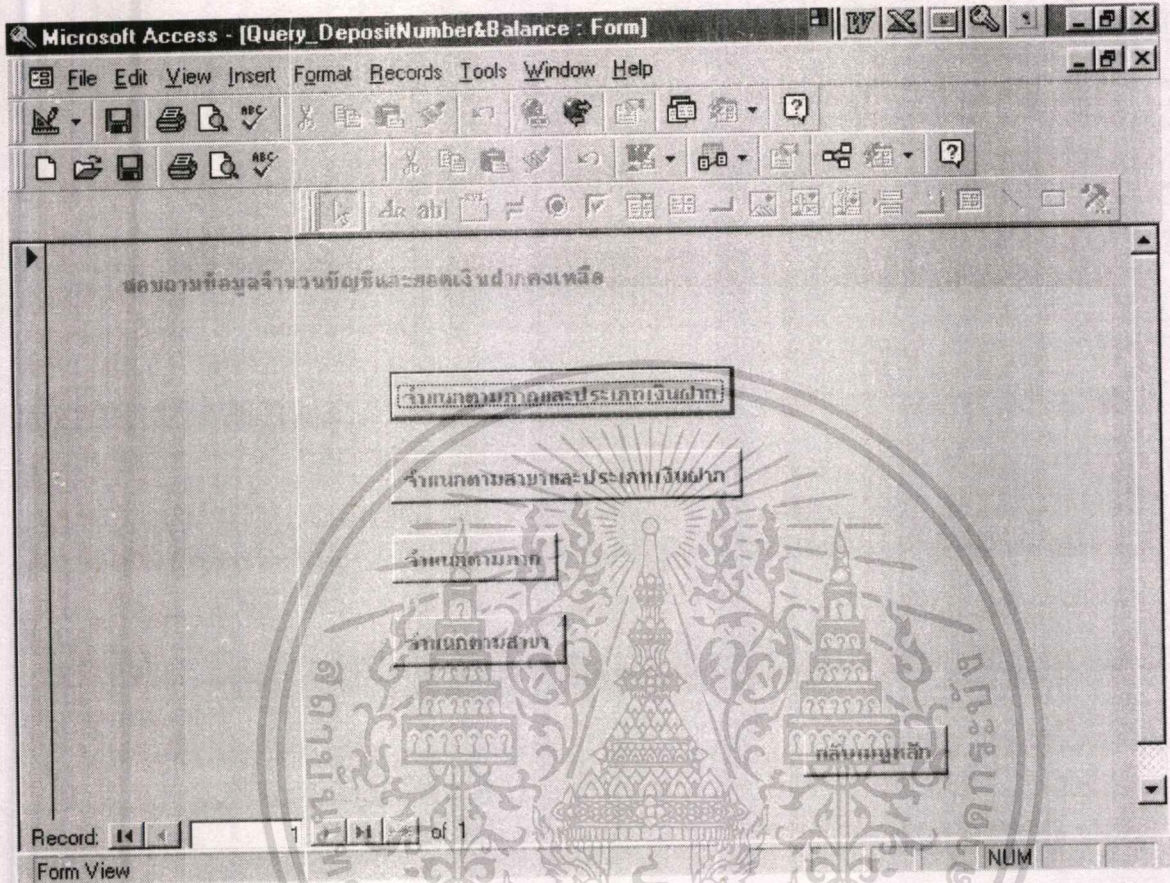 Microsoft Access - [Query_DepositNumber&Balance : Form]
File Edit View Insert Format Records Tools Window Help
สอบถามข้อมูลจำนวนบัญชีและยอดเงินฝากคงเหลือ
จำแนกตามภาคและประเภทเงินฝาก
จำแนกตามสาขาและประเภทเงินฝาก
จำแนกตามภาค
จำแนกตามสาขา
กลับเมนูหลัก
Record: 1 of 1
Form View NUM